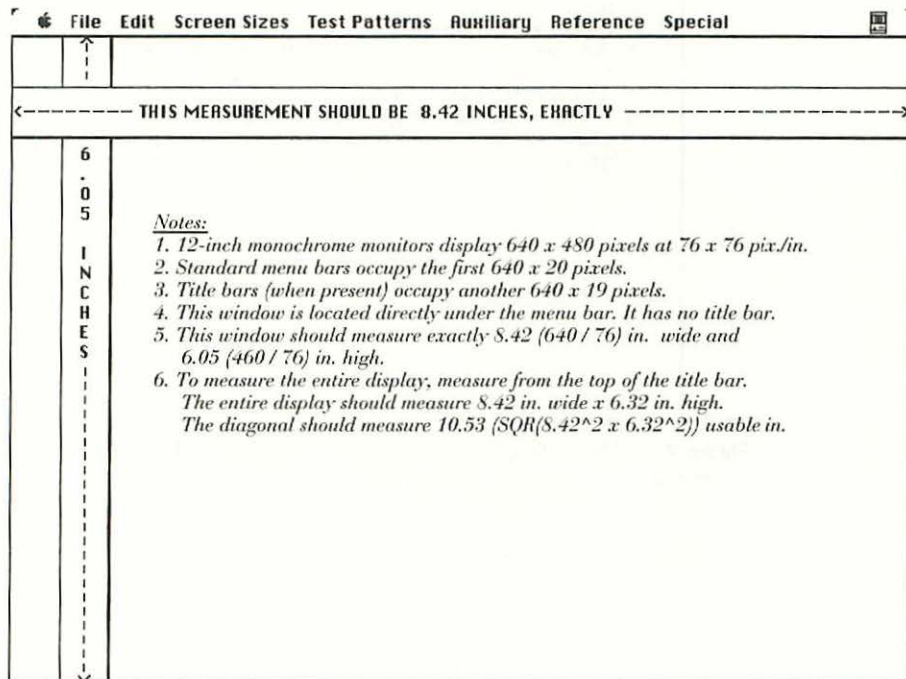 File Edit Screen Sizes Test Patterns Auxiliary Reference Special
<---------- THIS MEASUREMENT SHOULD BE 8.42 INCHES, EXACTLY -------------------->
6.05 INCHES
Notes:
1. 12-inch monochrome monitors display 640 x 480 pixels at 76 x 76 pix./in.
2. Standard menu bars occupy the first 640 x 20 pixels.
3. Title bars (when present) occupy another 640 x 19 pixels.
4. This window is located directly under the menu bar. It has no title bar.
5. This window should measure exactly 8.42 (640 / 76) in. wide and
6.05 (460 / 76) in. high.
6. To measure the entire display, measure from the top of the title bar.
The entire display should measure 8.42 in. wide x 6.32 in. high.
The diagonal should measure 10.53 (SQR(8.42^2 x 6.32^2)) usable in.